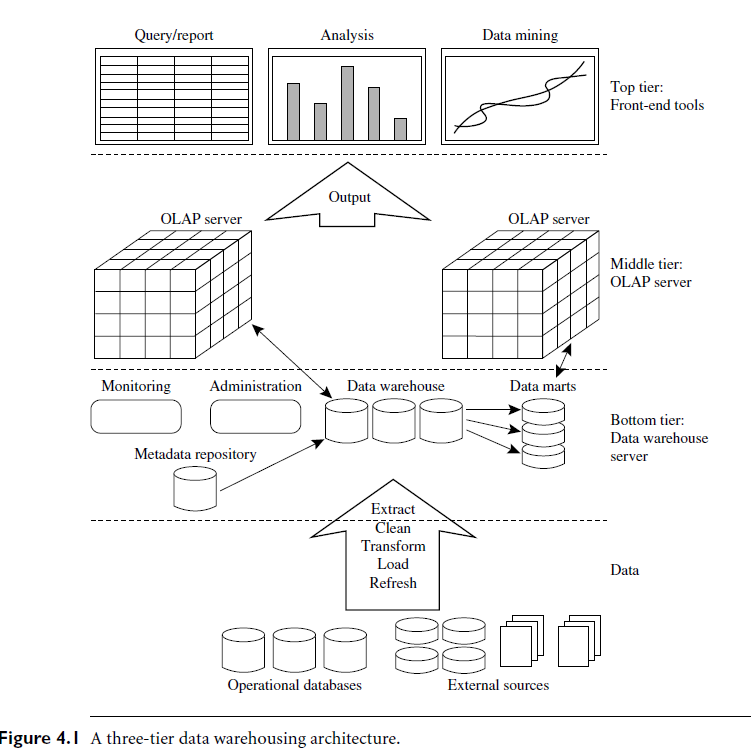 Query/report
Analysis
Data mining
Top tier:
Front-end tools
Output
OLAP server
OLAP server
Middle tier:
OLAP server
Monitoring
Administration
Data warehouse
Data marts
Bottom tier:
Data warehouse
server
Metadata repository
Extract
Clean
Transform
Load
Refresh
Data
Operational databases
External sources
Figure 4.1 A three-tier data warehousing architecture.